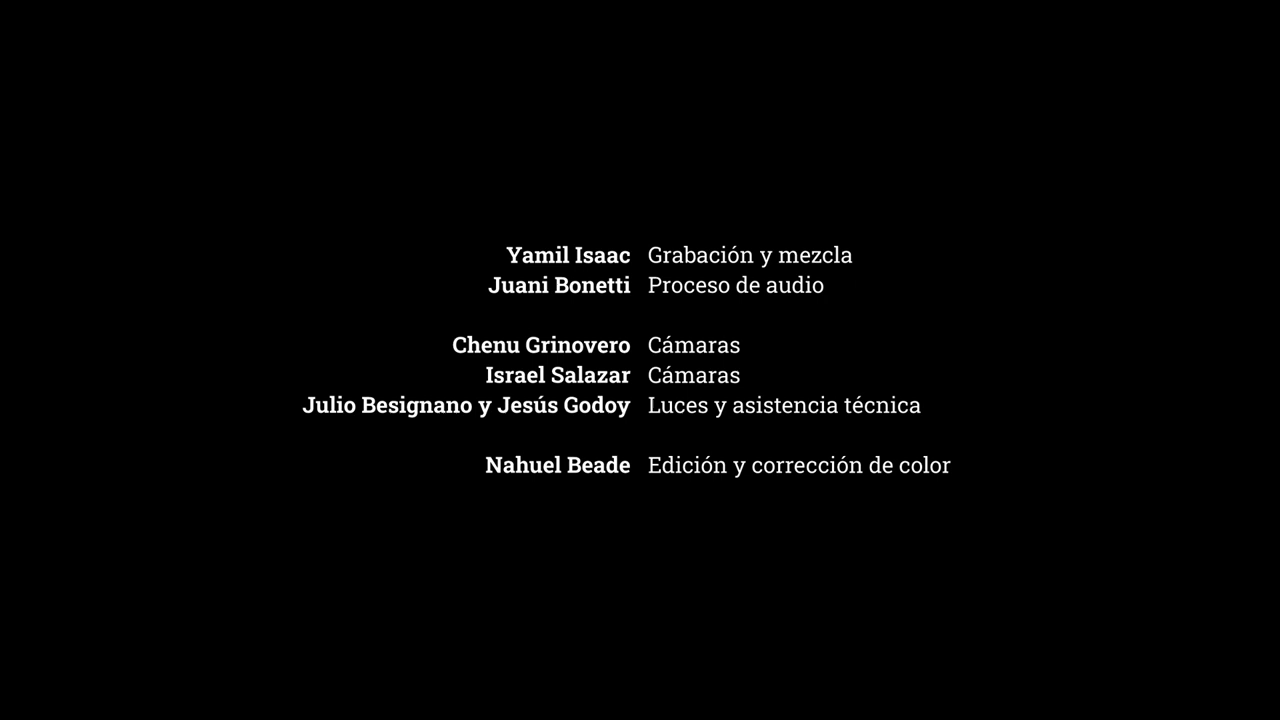 Yamil Isaac Grabación y mezcla
Juani Bonetti Proceso de audio
Chenu Grinovero Cámaras
Israel Salazar Cámaras
Julio Besignano y Jesús Godoy Luces y asistencia técnica
Nahuel Beade Edición y corrección de color